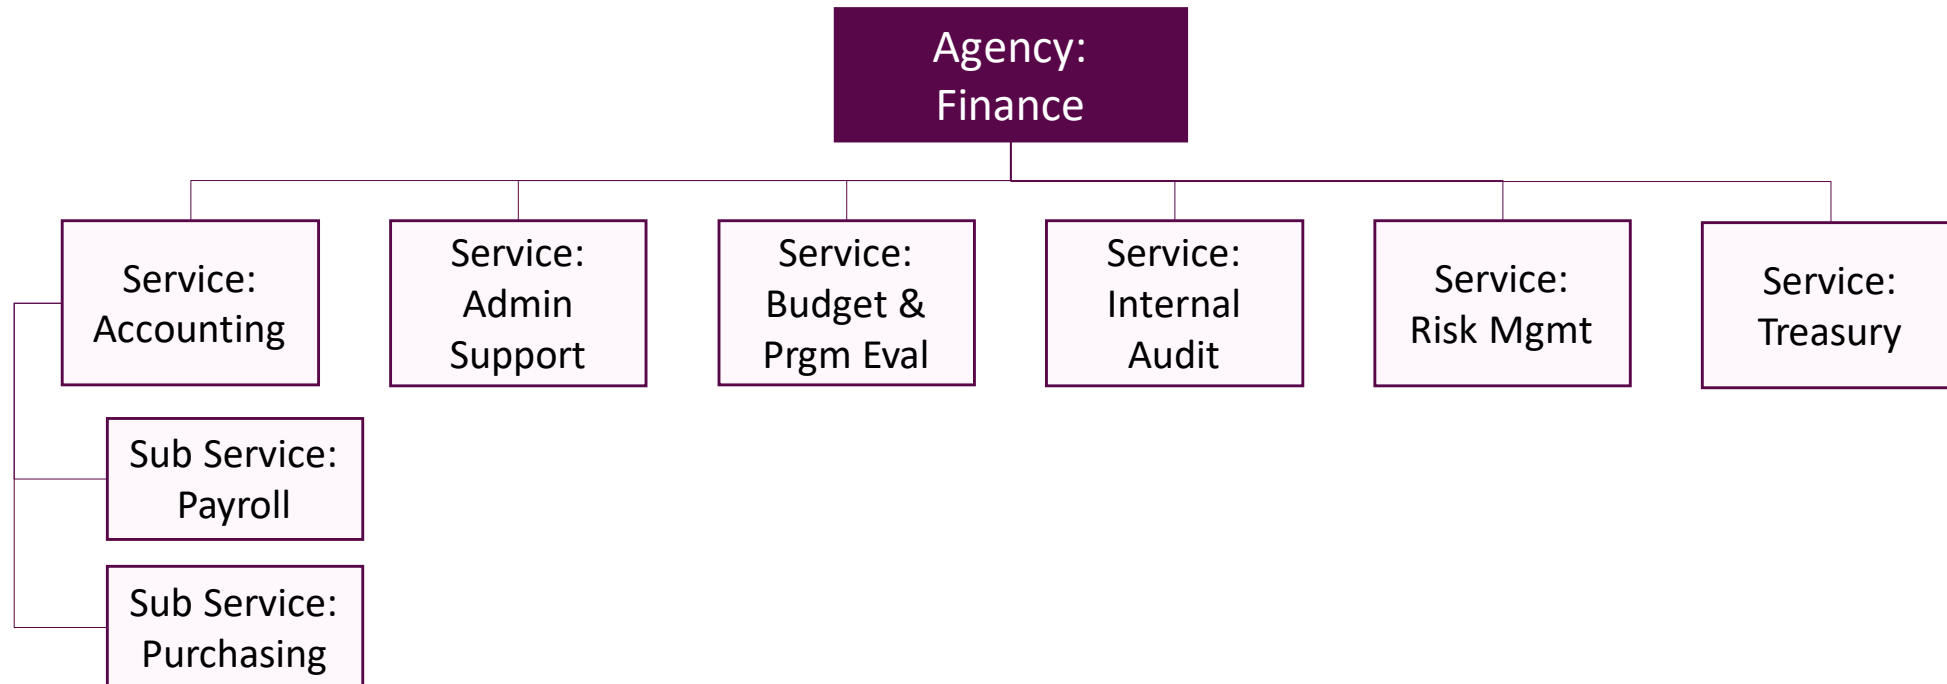 Agency:
Finance
Service:
Accounting
Service:
Admin
Support
Service:
Budget &
Prgm Eval
Service:
Internal
Audit
Service:
Risk Mgmt
Service:
Treasury
Sub Service:
Payroll
Sub Service:
Purchasing